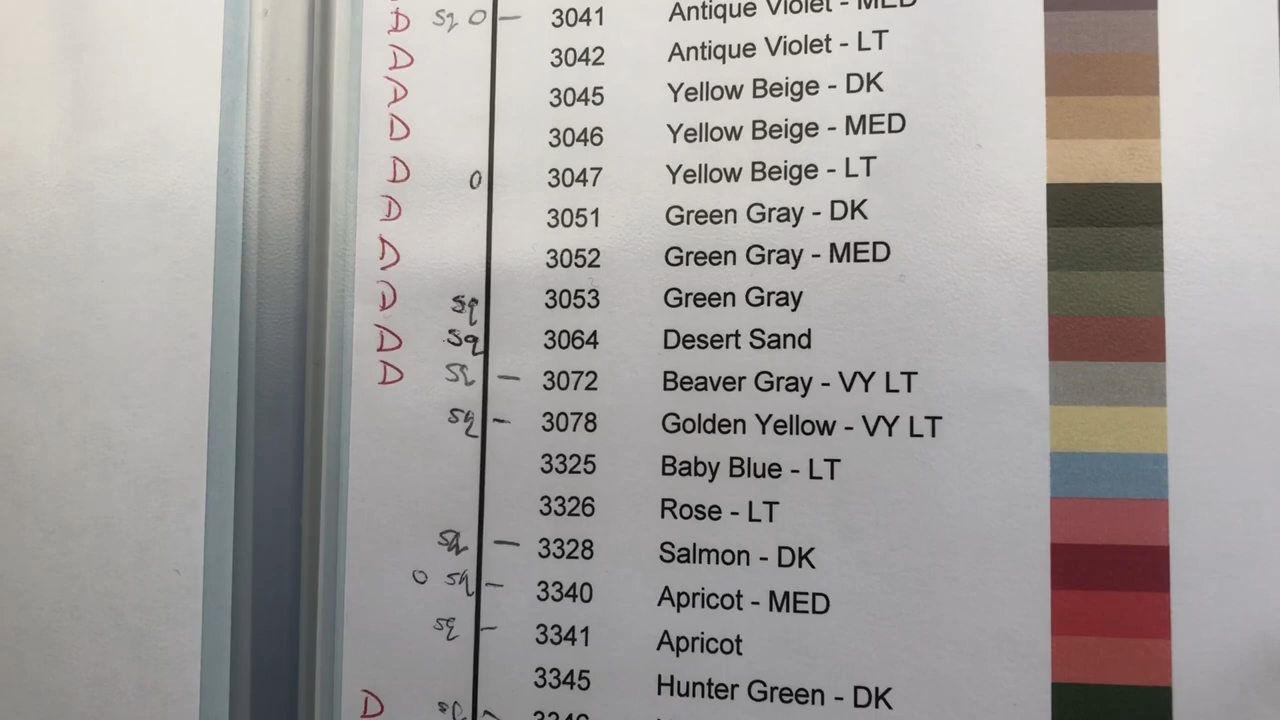 D sq O — 3041 Antique Violet - MED
D 3042 Antique Violet - LT
D 3045 Yellow Beige - DK
D 3046 Yellow Beige - MED
D O 3047 Yellow Beige - LT
D 3051 Green Gray - DK
D 3052 Green Gray - MED
D sq 3053 Green Gray
D sq 3064 Desert Sand
D sq — 3072 Beaver Gray - VY LT
sq — 3078 Golden Yellow - VY LT
3325 Baby Blue - LT
3326 Rose - LT
sq — 3328 Salmon - DK
O sq — 3340 Apricot - MED
sq — 3341 Apricot
3345 Hunter Green - DK
D